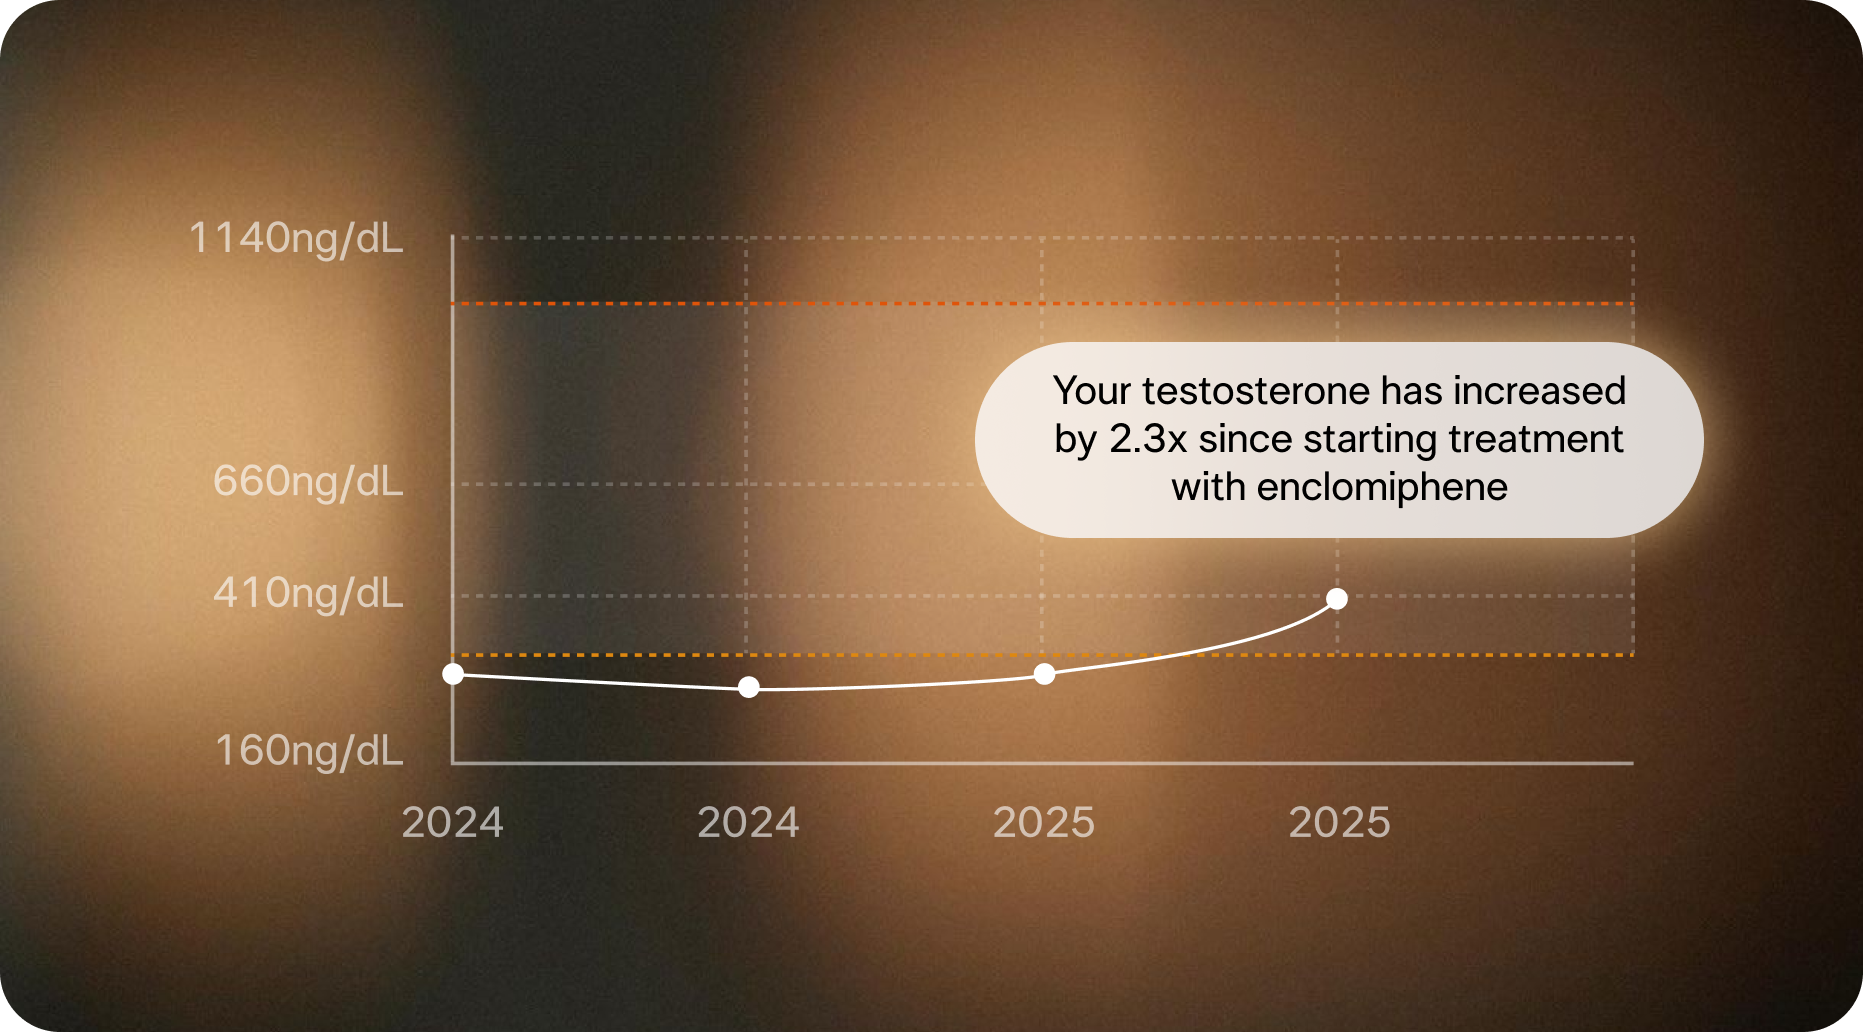 1140ng/dL
Your testosterone has increased
by 2.3x since starting treatment
with enclomiphene
660ng/dL
410ng/dL
160ng/dL
2024 2024 2025 2025